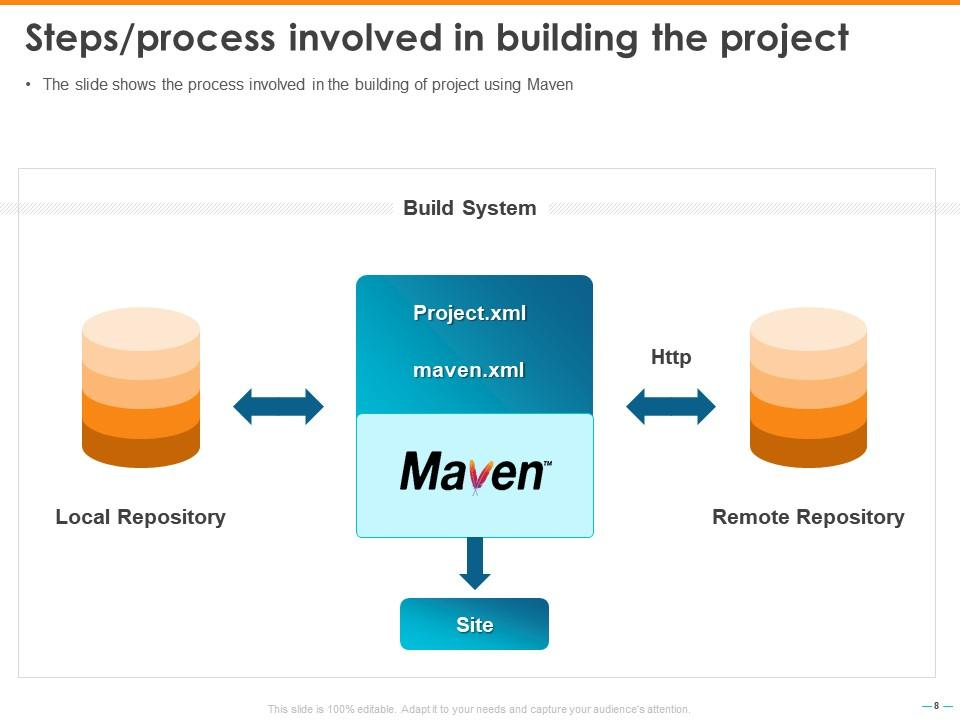 Steps/process involved in building the project
• The slide shows the process involved in the building of project using Maven
Build System
Project.xml
maven.xml
Http
Maven™
Local Repository
Remote Repository
Site
This slide is 100% editable. Adapt it to your needs and capture your audience's attention.
8